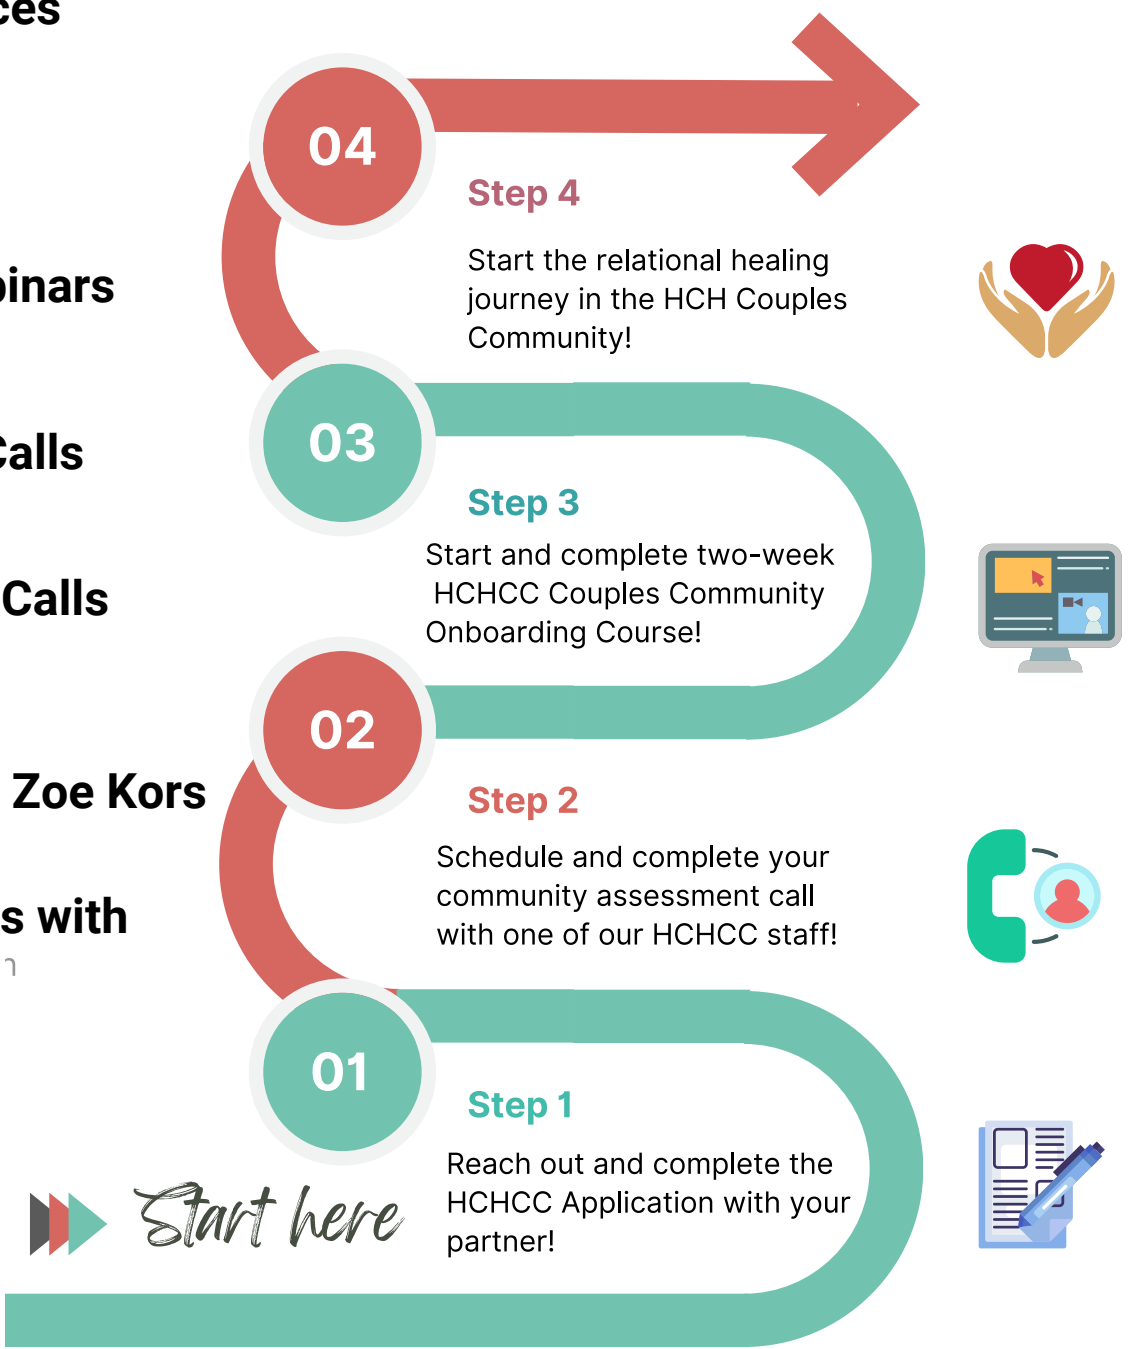 04
Step 4
Start the relational healing
journey in the HCH Couples
Community!
binars
03
Calls
Step 3
Start and complete two-week
HCHCC Couples Community
Onboarding Course!
Calls
02
Zoe Kors
Step 2
Schedule and complete your
community assessment call
with one of our HCHCC staff!
s with
01
Step 1
Reach out and complete the
HCHCC Application with your
partner!
Start here